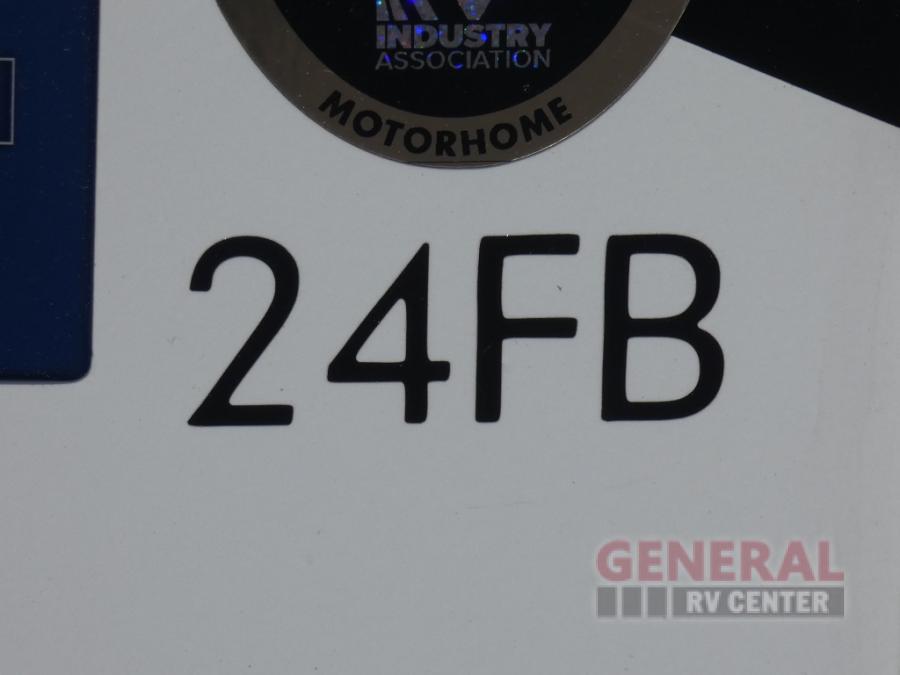 RV
INDUSTRY
ASSOCIATION
MOTORHOME
24FB
GENERAL
RV CENTER